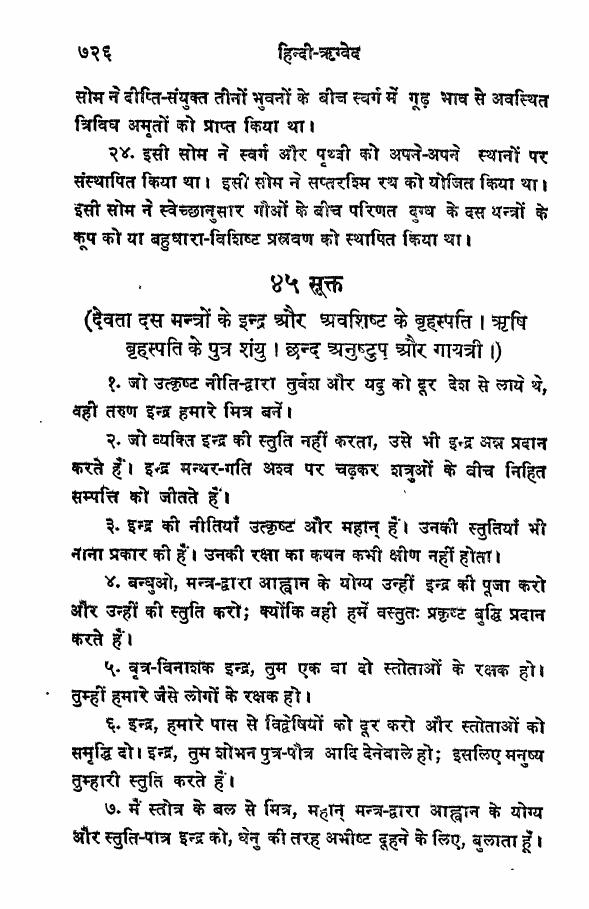 ७२६ हिन्दी-ऋग्वेद
सोम ने दीप्ति-संयुक्त तीनों भुवनों के बीच स्वर्ग में गूढ़ भाव से अवस्थित
त्रिविध अमृतों को प्राप्त किया था।
२४. इसी सोम ने स्वर्ग और पृथ्वी को अपने-अपने स्थानों पर
संस्थापित किया था। इसी सोम ने सप्तरश्मि रथ को योजित किया था।
इसी सोम ने स्वेच्छानुसार गौओं के बीच परिणत दुग्ध के दस यन्त्रों के
कूप को या बहुधारा-विशिष्ट प्रस्रवण को स्थापित किया था।
४५ सूक्त
(देवता दस मन्त्रों के इन्द्र और अवशिष्ट के बृहस्पति। ऋषि
बृहस्पति के पुत्र शंयु। छन्द अनुष्टुप् और गायत्री।)
१. जो उत्कृष्ट नीति-द्वारा तुर्वश और यदु को दूर देश से लाये थे,
वही तरुण इन्द्र हमारे मित्र बनें।
२. जो व्यक्ति इन्द्र की स्तुति नहीं करता, उसे भी इन्द्र अन्न प्रदान
करते हैं। इन्द्र मन्थर-गति अश्व पर चढ़कर शत्रुओं के बीच निहित
सम्पत्ति को जीतते हैं।
३. इन्द्र की नीतियाँ उत्कृष्ट और महान् हैं। उनकी स्तुतियाँ भी
नाना प्रकार की हैं। उनकी रक्षा का कथन कभी क्षीण नहीं होता।
४. बन्धुओ, मन्त्र-द्वारा आह्वान के योग्य उन्हीं इन्द्र की पूजा करो
और उन्हीं की स्तुति करो; क्योंकि वही हमें वस्तुतः प्रकृष्ट बुद्धि प्रदान
करते हैं।
५. वृत्र-विनाशक इन्द्र, तुम एक वा दो स्तोताओं के रक्षक हो।
तुम्हीं हमारे जैसे लोगों के रक्षक हो।
६. इन्द्र, हमारे पास से विद्वेषियों को दूर करो और स्तोताओं को
समृद्धि दो। इन्द्र, तुम शोभन पुत्र-पौत्र आदि देनेवाले हो; इसलिए मनुष्य
तुम्हारी स्तुति करते हैं।
७. मैं स्तोत्र के बल से मित्र, महान् मन्त्र-द्वारा आह्वान के योग्य
और स्तुति-पात्र इन्द्र को, धेनु की तरह अभीष्ट दूहने के लिए, बुलाता हूँ।